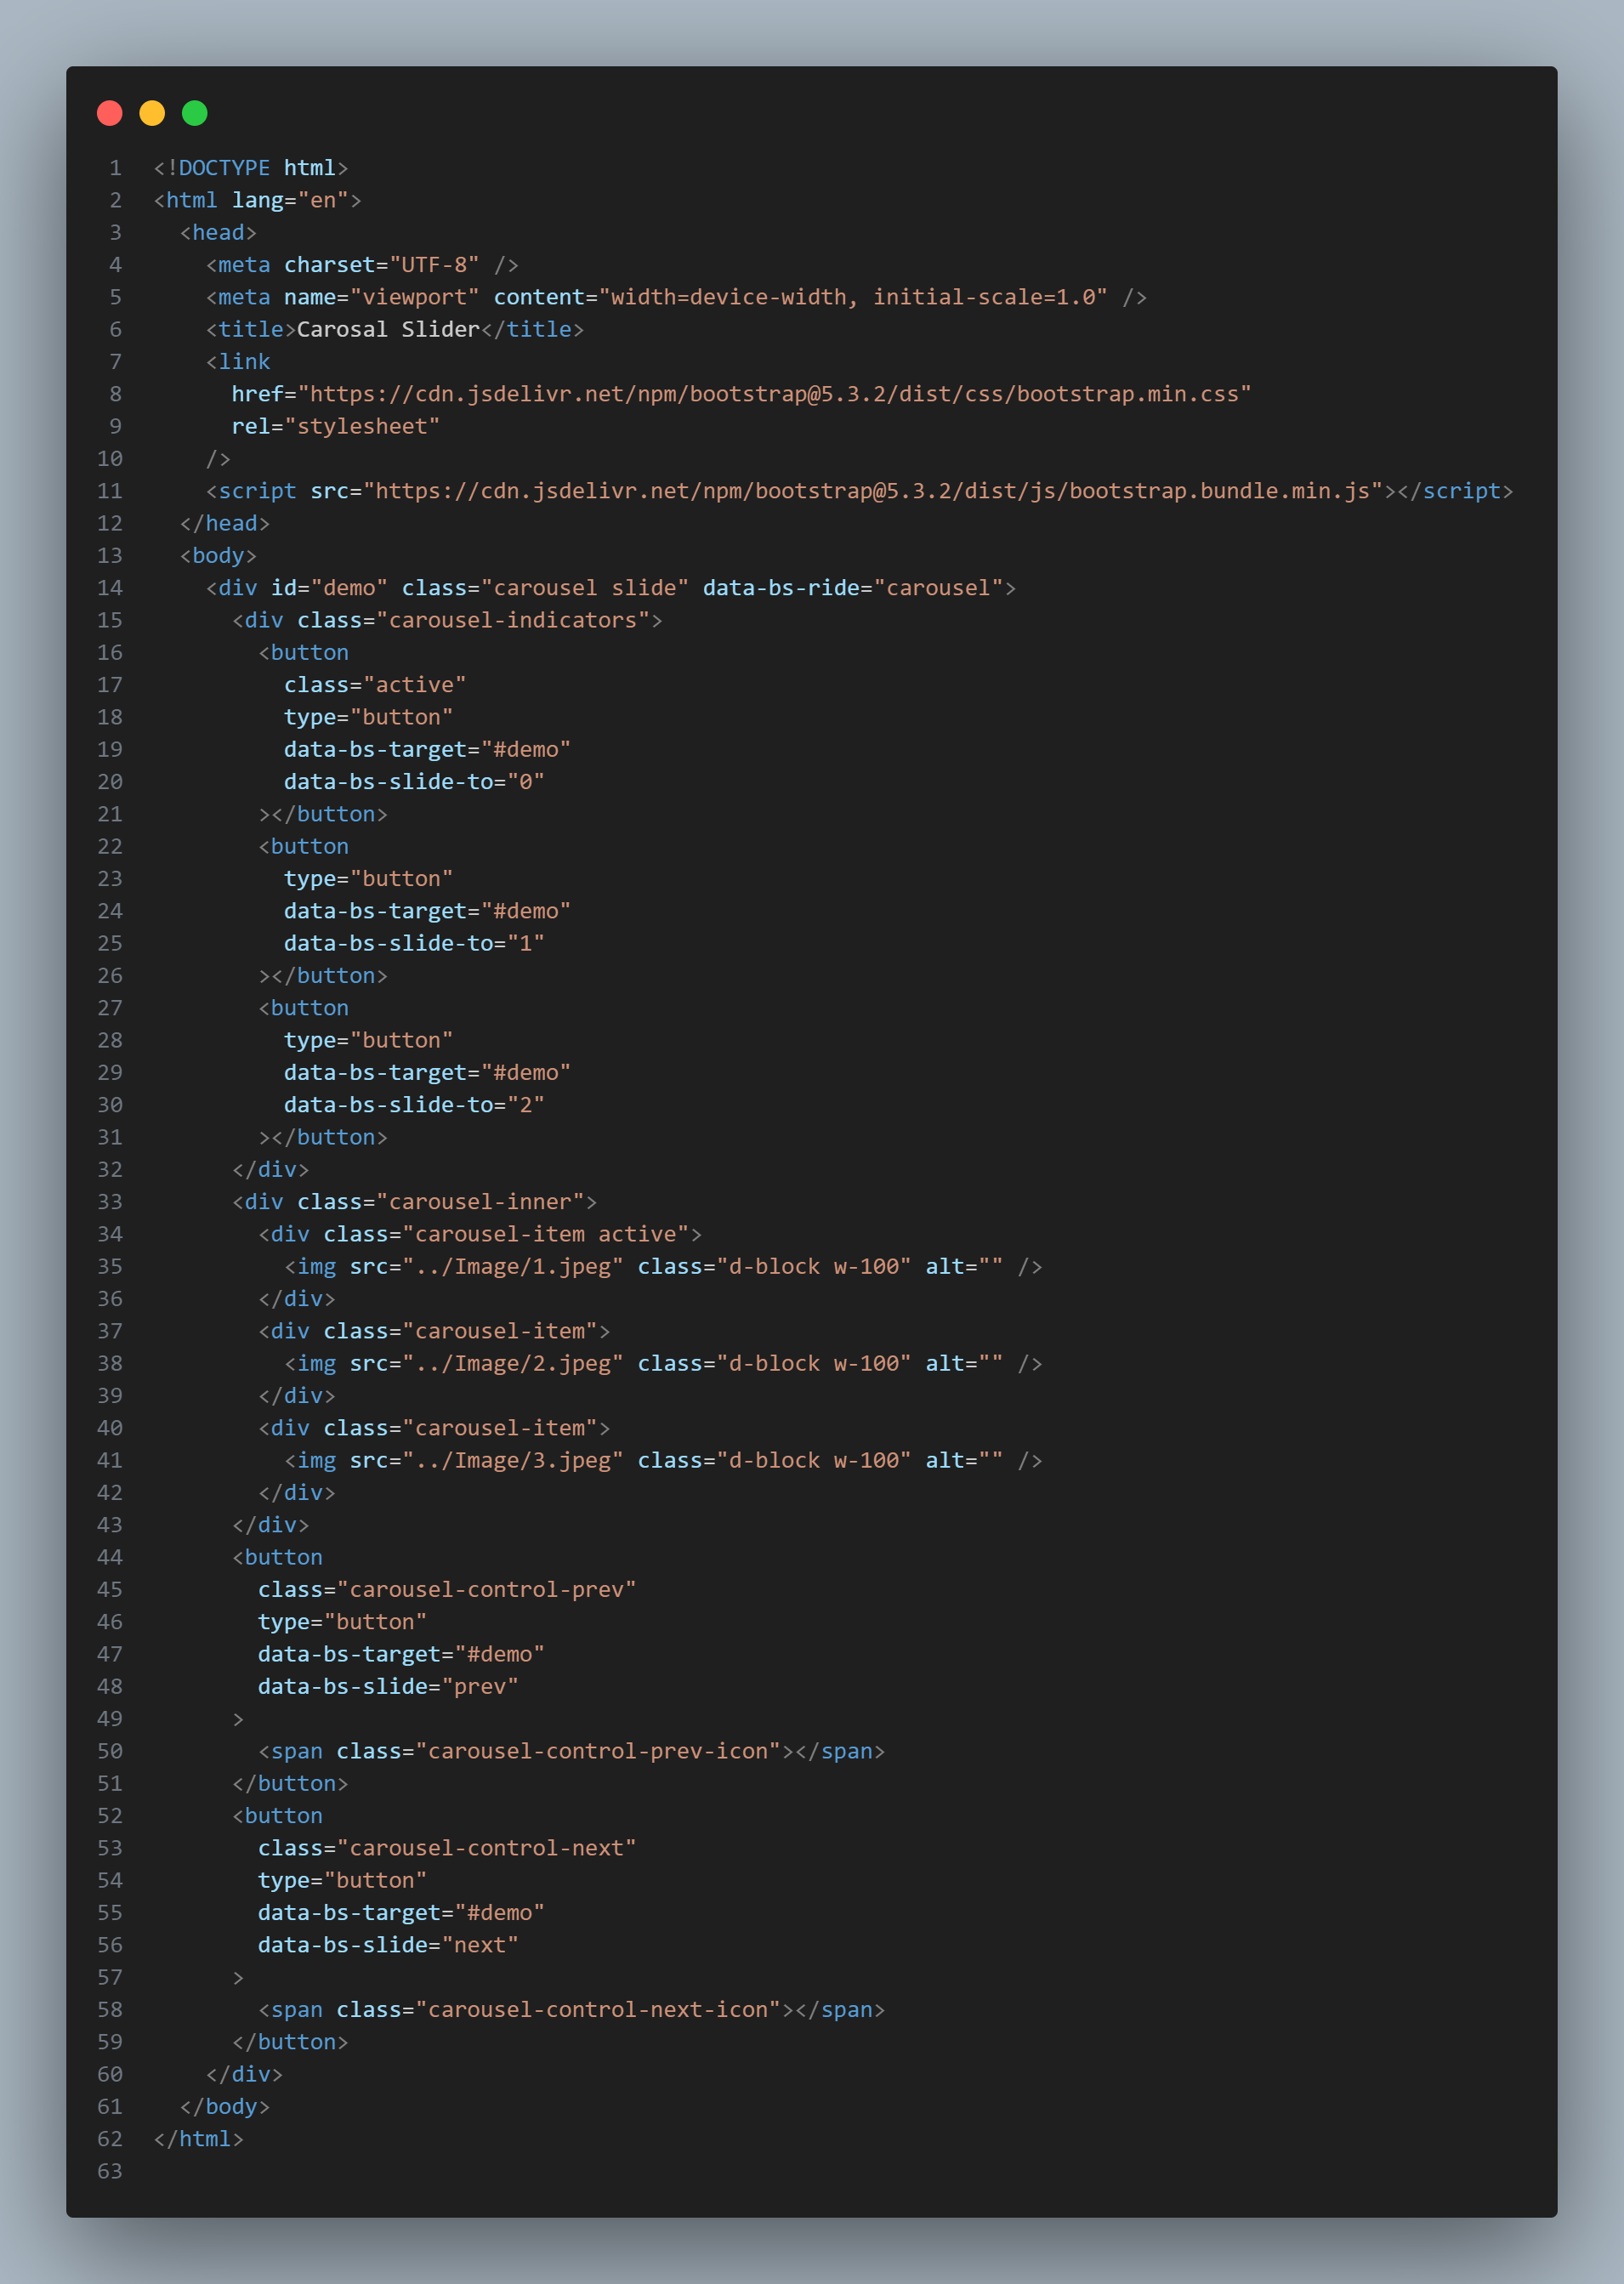 1 <!DOCTYPE html>
2 <html lang="en">
3   <head>
4     <meta charset="UTF-8" />
5     <meta name="viewport" content="width=device-width, initial-scale=1.0" />
6     <title>Carosal Slider</title>
7     <link
8       href="https://cdn.jsdelivr.net/npm/bootstrap@5.3.2/dist/css/bootstrap.min.css"
9       rel="stylesheet"
10     />
11     <script src="https://cdn.jsdelivr.net/npm/bootstrap@5.3.2/dist/js/bootstrap.bundle.min.js"></script>
12   </head>
13   <body>
14     <div id="demo" class="carousel slide" data-bs-ride="carousel">
15       <div class="carousel-indicators">
16         <button
17           class="active"
18           type="button"
19           data-bs-target="#demo"
20           data-bs-slide-to="0"
21         ></button>
22         <button
23           type="button"
24           data-bs-target="#demo"
25           data-bs-slide-to="1"
26         ></button>
27         <button
28           type="button"
29           data-bs-target="#demo"
30           data-bs-slide-to="2"
31         ></button>
32       </div>
33       <div class="carousel-inner">
34         <div class="carousel-item active">
35           <img src="../Image/1.jpeg" class="d-block w-100" alt="" />
36         </div>
37         <div class="carousel-item">
38           <img src="../Image/2.jpeg" class="d-block w-100" alt="" />
39         </div>
40         <div class="carousel-item">
41           <img src="../Image/3.jpeg" class="d-block w-100" alt="" />
42         </div>
43       </div>
44       <button
45         class="carousel-control-prev"
46         type="button"
47         data-bs-target="#demo"
48         data-bs-slide="prev"
49       >
50         <span class="carousel-control-prev-icon"></span>
51       </button>
52       <button
53         class="carousel-control-next"
54         type="button"
55         data-bs-target="#demo"
56         data-bs-slide="next"
57       >
58         <span class="carousel-control-next-icon"></span>
59       </button>
60     </div>
61   </body>
62 </html>
63